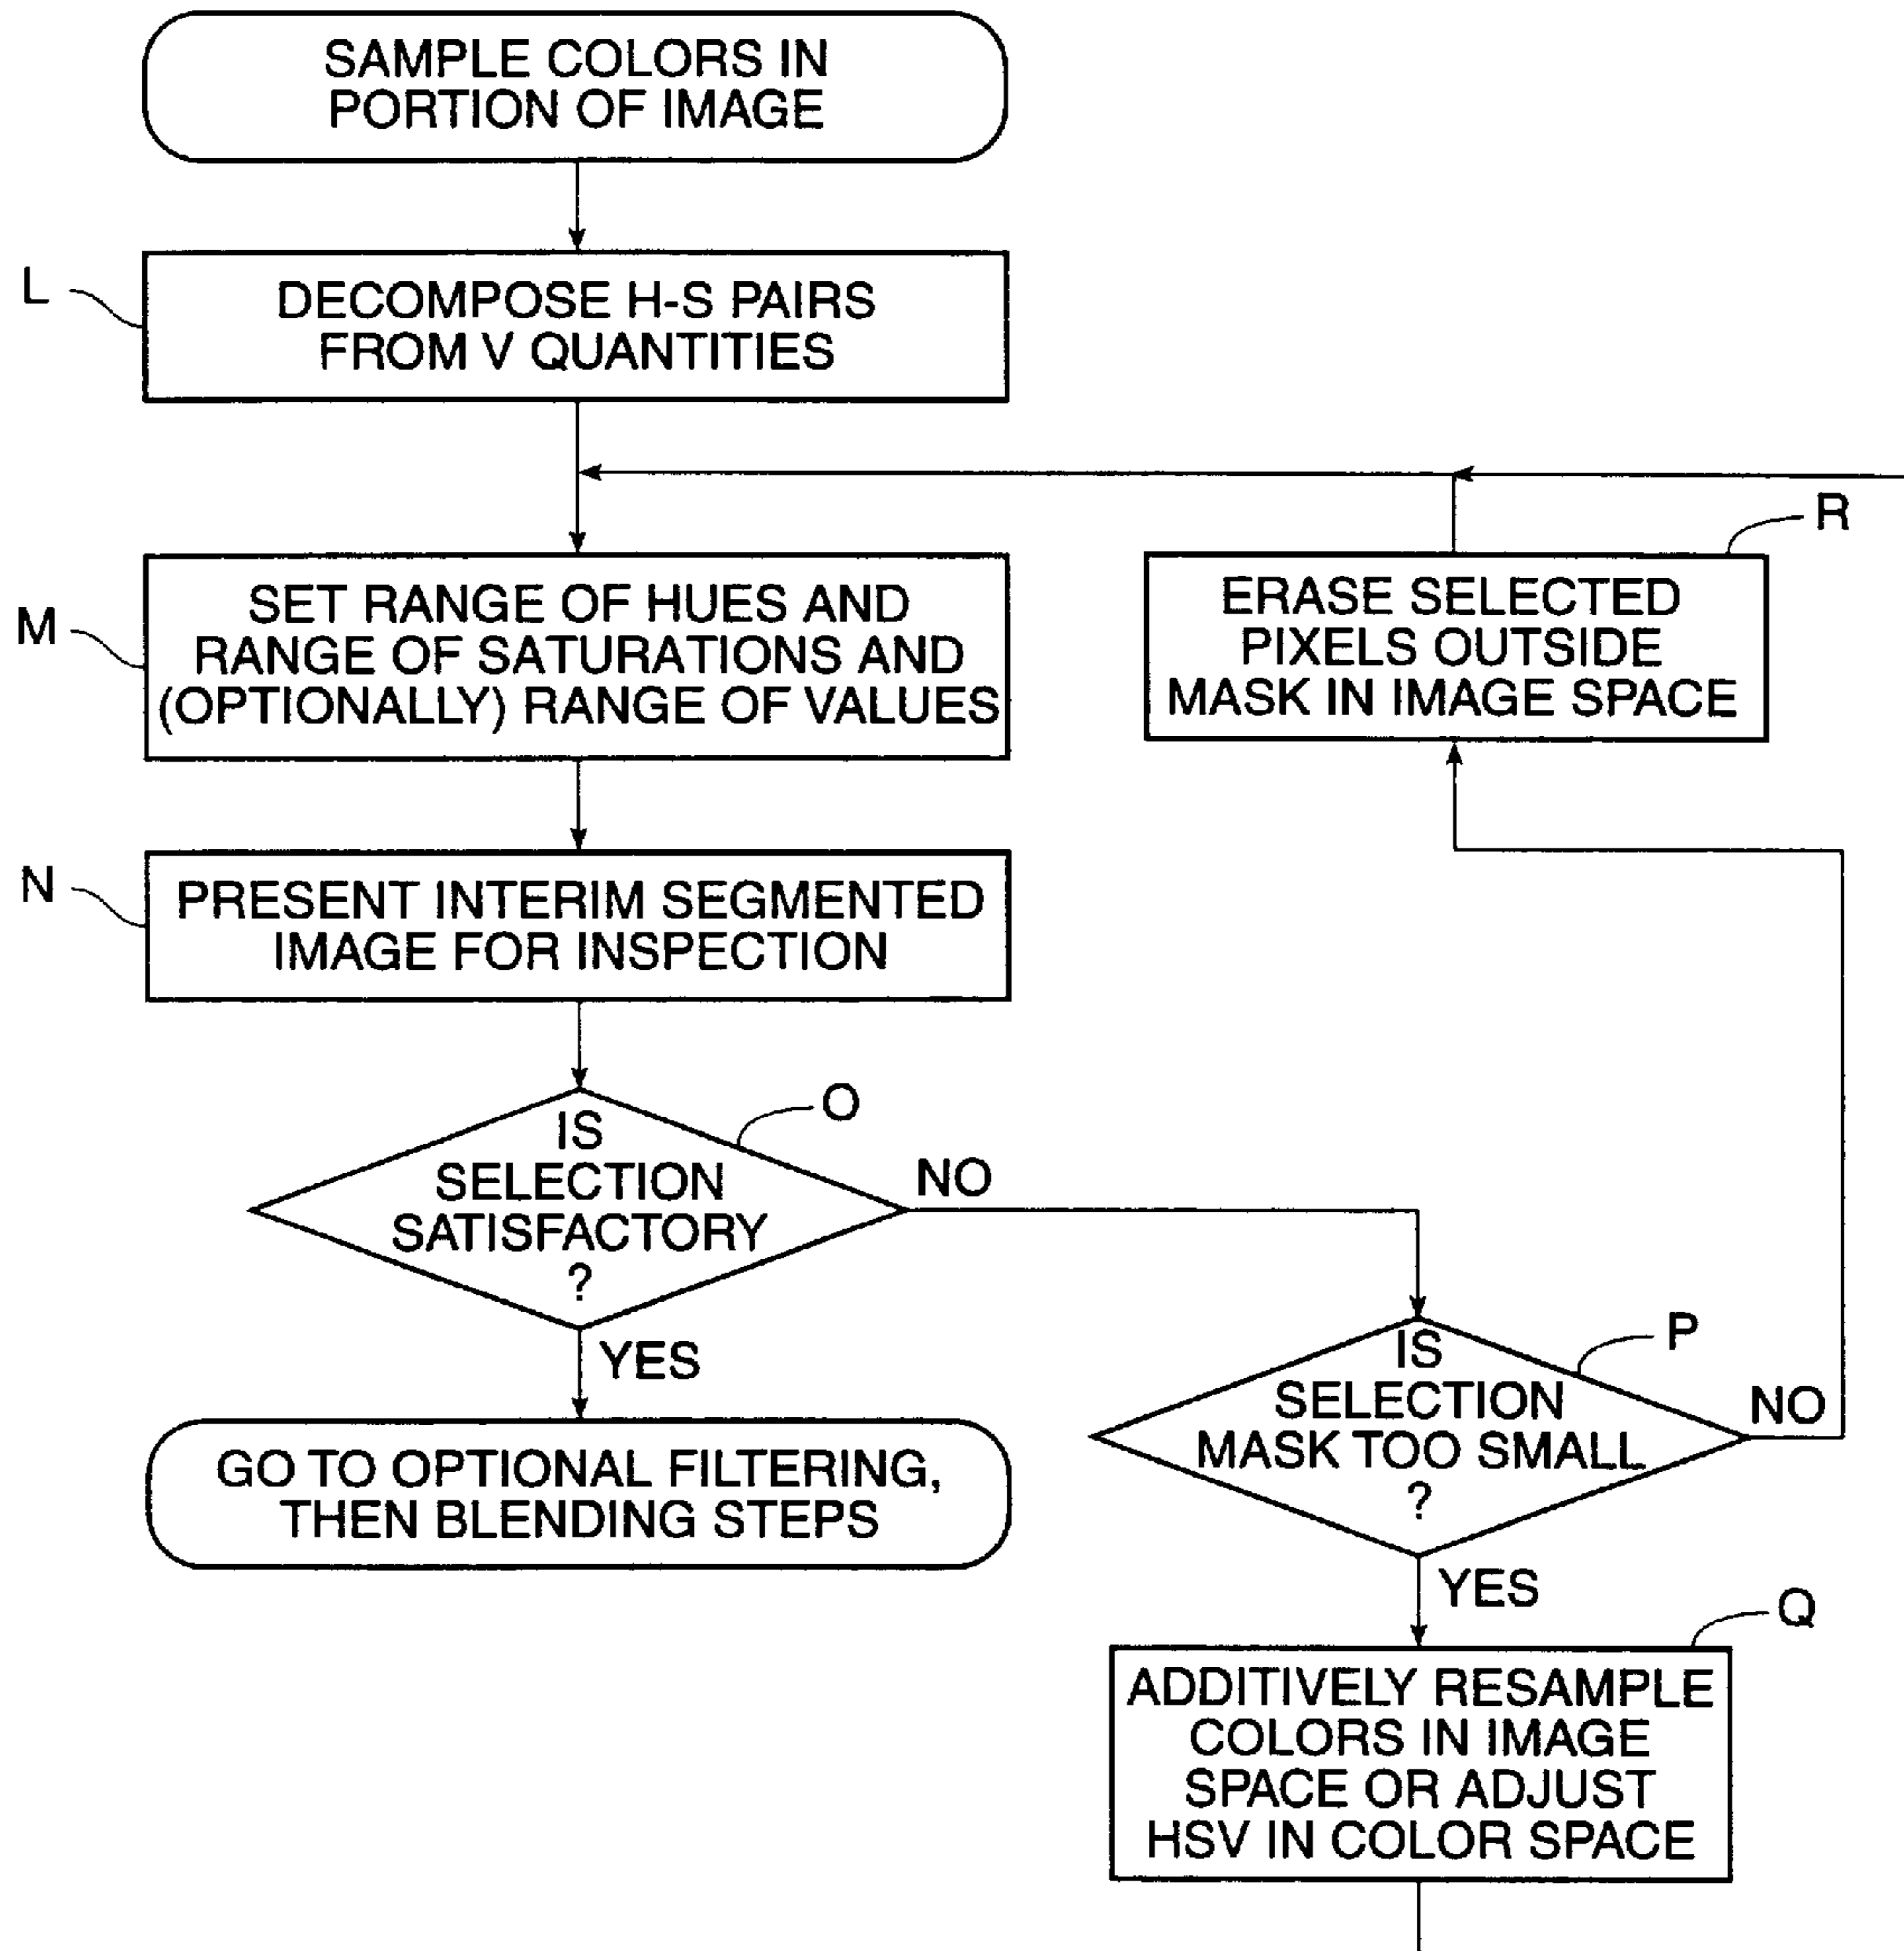 SAMPLE COLORS IN
PORTION OF IMAGE
L
DECOMPOSE H-S PAIRS
FROM V QUANTITIES
M
SET RANGE OF HUES AND
RANGE OF SATURATIONS AND
(OPTIONALLY) RANGE OF VALUES
R
ERASE SELECTED
PIXELS OUTSIDE
MASK IN IMAGE SPACE
N
PRESENT INTERIM SEGMENTED
IMAGE FOR INSPECTION
O
IS
SELECTION
SATISFACTORY
?
NO
YES
GO TO OPTIONAL FILTERING,
THEN BLENDING STEPS
P
IS
SELECTION
MASK TOO SMALL
?
NO
YES
Q
ADDITIVELY RESAMPLE
COLORS IN IMAGE
SPACE OR ADJUST
HSV IN COLOR SPACE